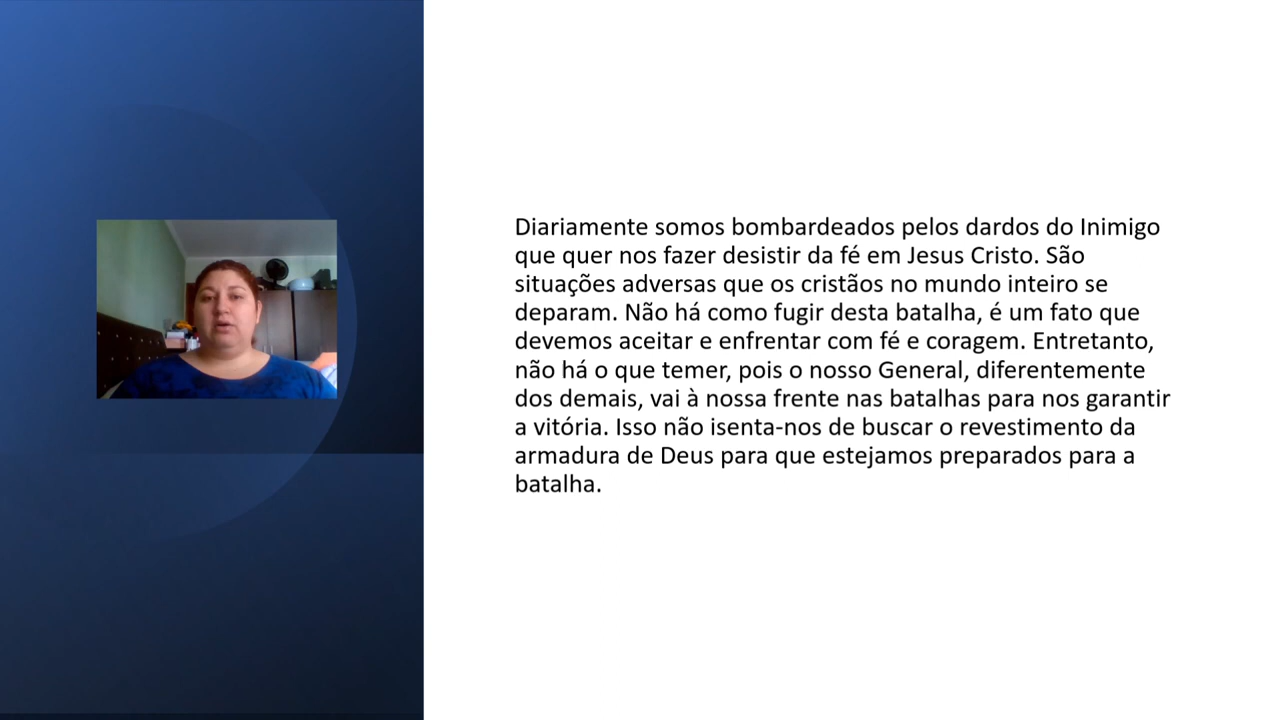 Diariamente somos bombardeados pelos dardos do Inimigo
que quer nos fazer desistir da fé em Jesus Cristo. São
situações adversas que os cristãos no mundo inteiro se
deparam. Não há como fugir desta batalha, é um fato que
devemos aceitar e enfrentar com fé e coragem. Entretanto,
não há o que temer, pois o nosso General, diferentemente
dos demais, vai à nossa frente nas batalhas para nos garantir
a vitória. Isso não isenta-nos de buscar o revestimento da
armadura de Deus para que estejamos preparados para a
batalha.